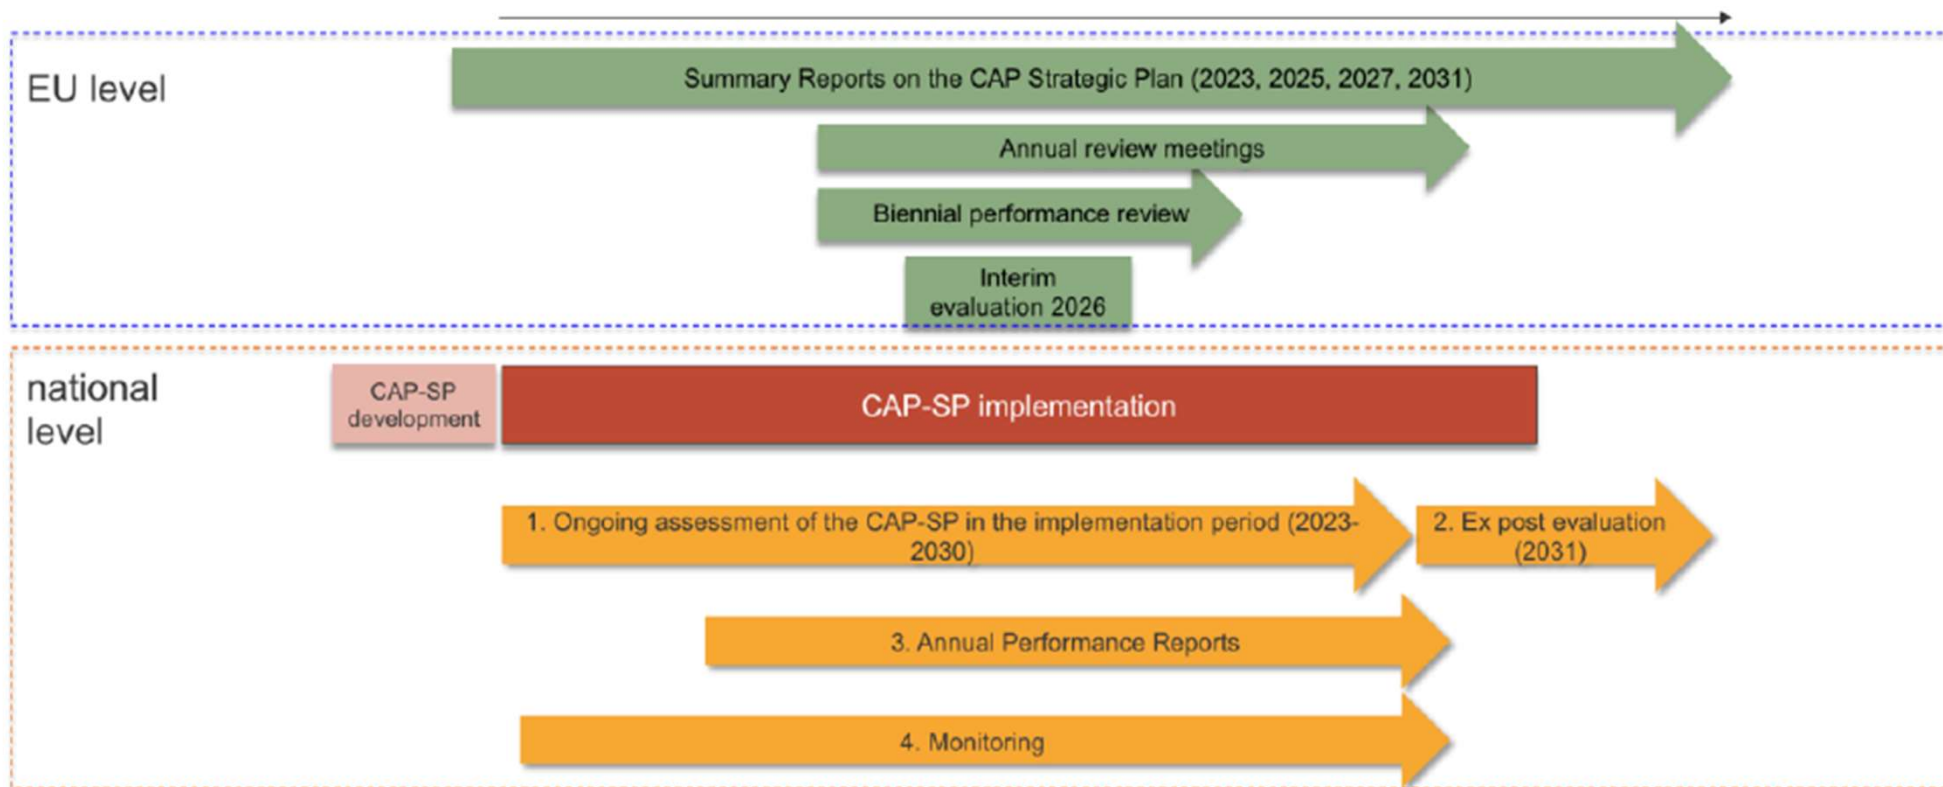 EU level
Summary Reports on the CAP Strategic Plan (2023, 2025, 2027, 2031)
Annual review meetings
Biennial performance review
Interim
evaluation 2026
national
level
CAP-SP
development
CAP-SP implementation
1. Ongoing assessment of the CAP-SP in the implementation period (2023-
2030)
2. Ex post evaluation
(2031)
3. Annual Performance Reports
4. Monitoring